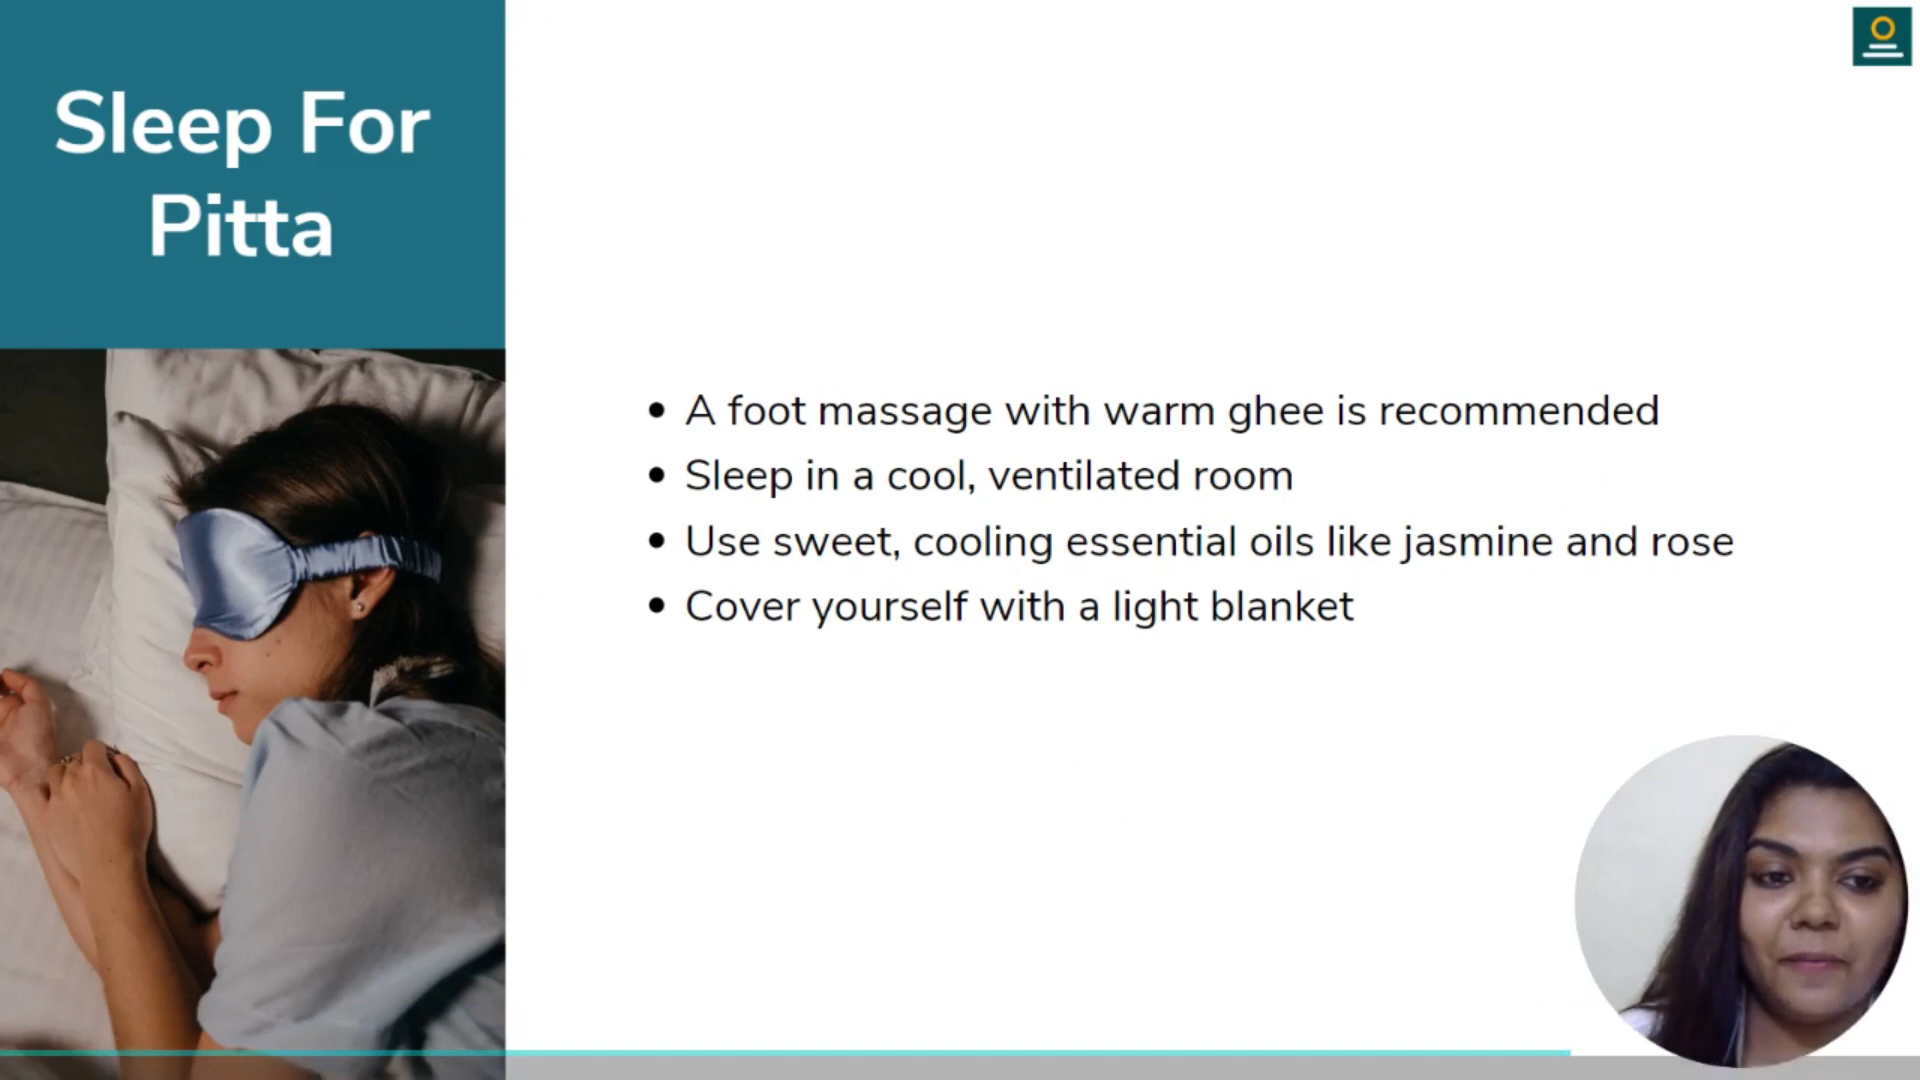 Sleep For
Pitta
• A foot massage with warm ghee is recommended
• Sleep in a cool, ventilated room
• Use sweet, cooling essential oils like jasmine and rose
• Cover yourself with a light blanket